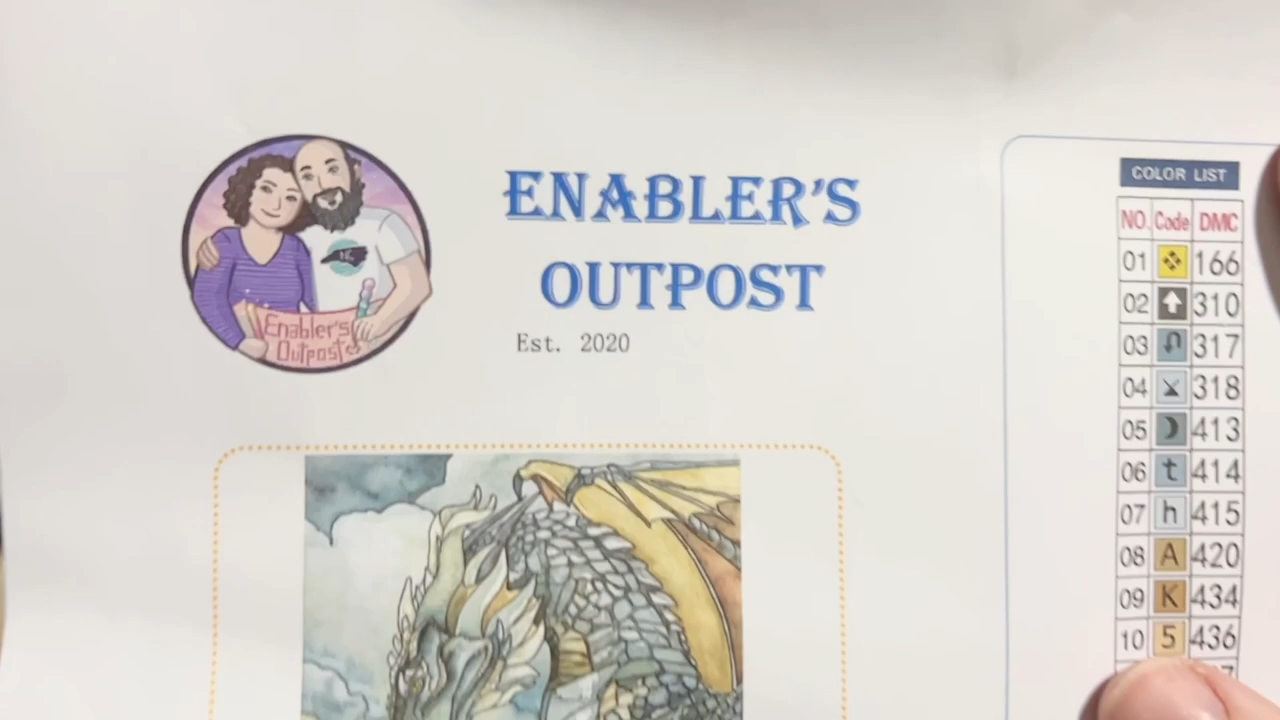 ENABLER'S
OUTPOST
Est. 2020
Enabler's
Outpost
COLOR LIST
NO. Code DMC
01 166
02 310
03 317
04 318
05 413
06 t 414
07 h 415
08 A 420
09 K 434
10 5 436